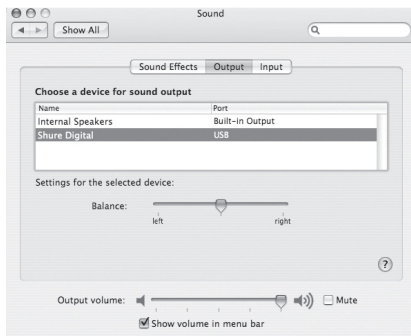 Sound
Show All
Sound Effects Output Input
Choose a device for sound output
Name Port
Internal Speakers Built-in Output
Shure Digital USB
Settings for the selected device:
Balance:
left right
?
Output volume: Mute
Show volume in menu bar